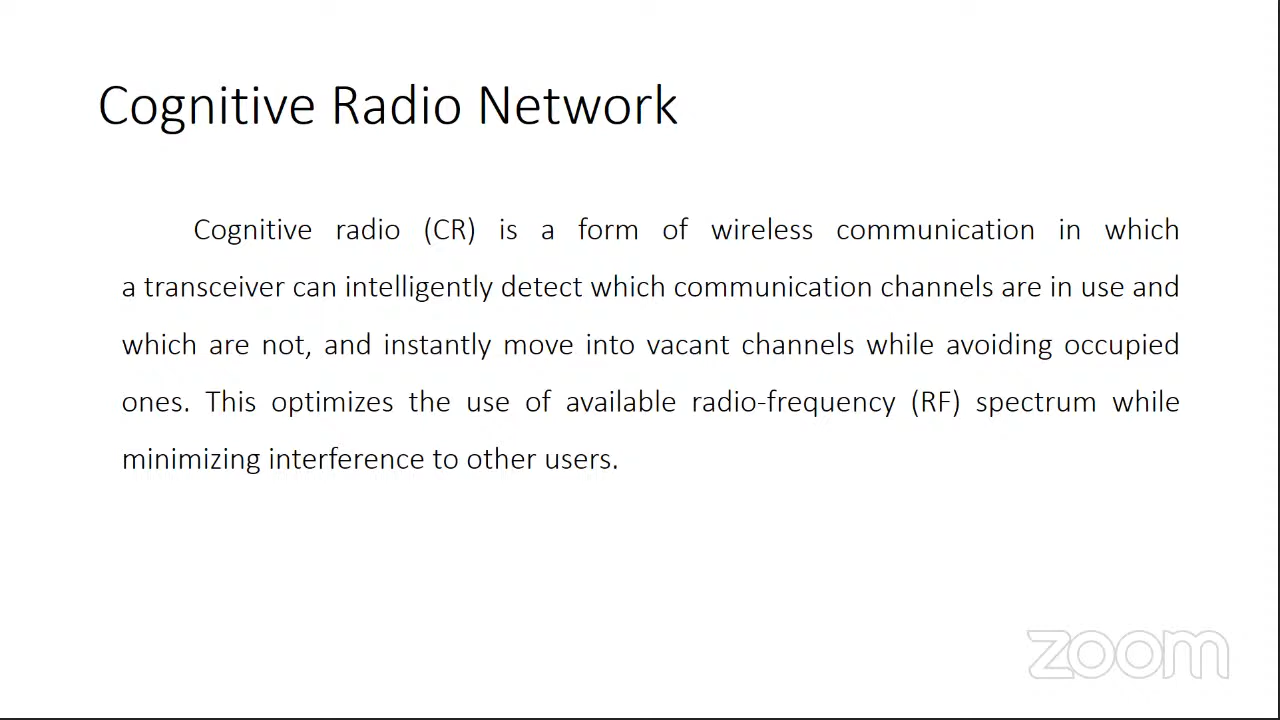 Cognitive Radio Network
Cognitive radio (CR) is a form of wireless communication in which
a transceiver can intelligently detect which communication channels are in use and
which are not, and instantly move into vacant channels while avoiding occupied
ones. This optimizes the use of available radio-frequency (RF) spectrum while
minimizing interference to other users.
zoom